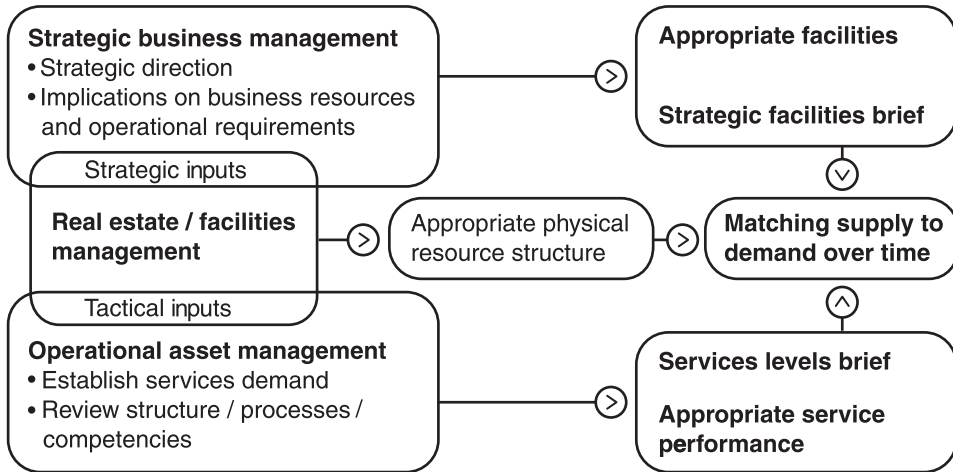 Strategic business management
• Strategic direction
• Implications on business resources
and operational requirements
Strategic inputs
Real estate / facilities
management
Tactical inputs
Operational asset management
• Establish services demand
• Review structure / processes /
competencies
Appropriate physical
resource structure
Appropriate facilities
Strategic facilities brief
Matching supply to
demand over time
Services levels brief
Appropriate service
performance